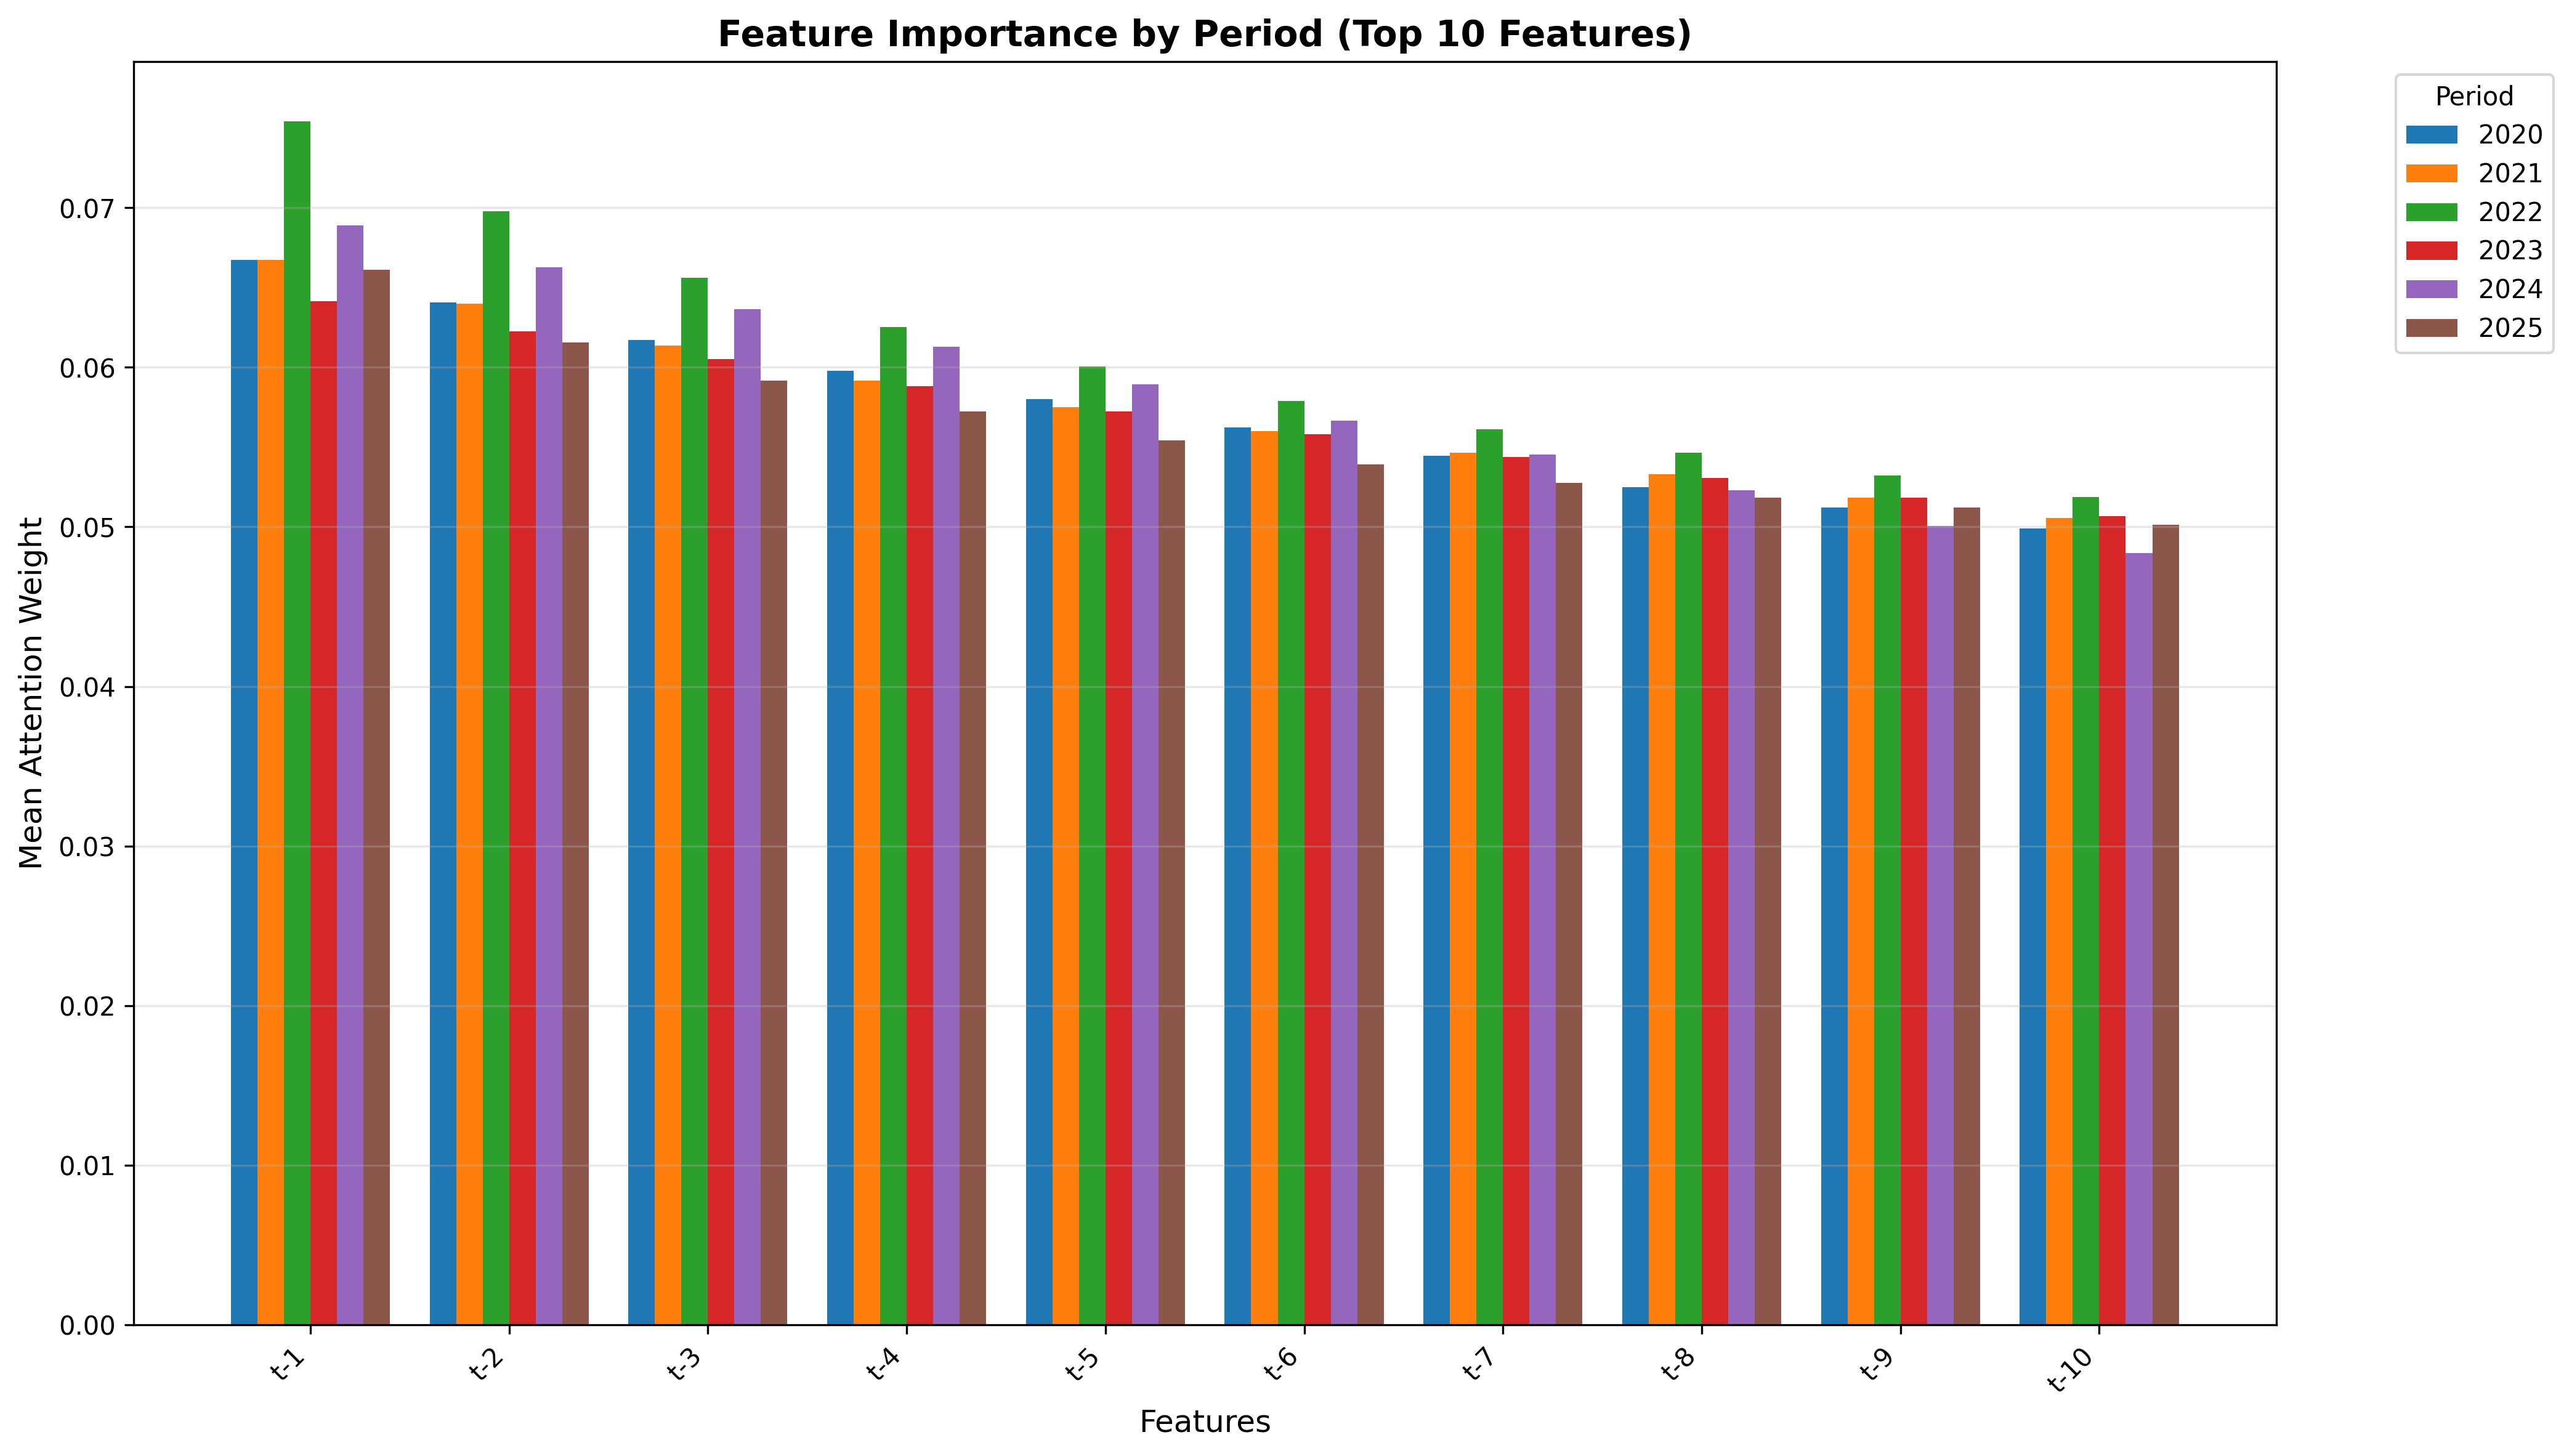 Feature Importance by Period (Top 10 Features)
Period
2020
2021
2022
2023
2024
2025
Mean Attention Weight
0.07
0.06
0.05
0.04
0.03
0.02
0.01
0.00
t-1
t-2
t-3
t-4
t-5
t-6
t-7
t-8
t-9
t-10
Features